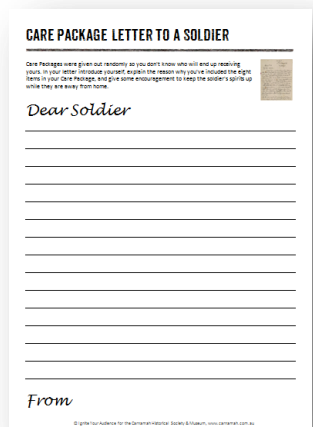 CARE PACKAGE LETTER TO A SOLDIER
Care Packages were given out randomly so you don't know who will end up receiving
yours. In your letter introduce yourself, explain the reason why you've included the eight
items in your Care Package, and give some encouragement to keep the soldier's spirits up
while they are away from home.
Dear Soldier
From
© Ignite Your Audience for the Carnamah Historical Society & Museum, www.carnamah.com.au